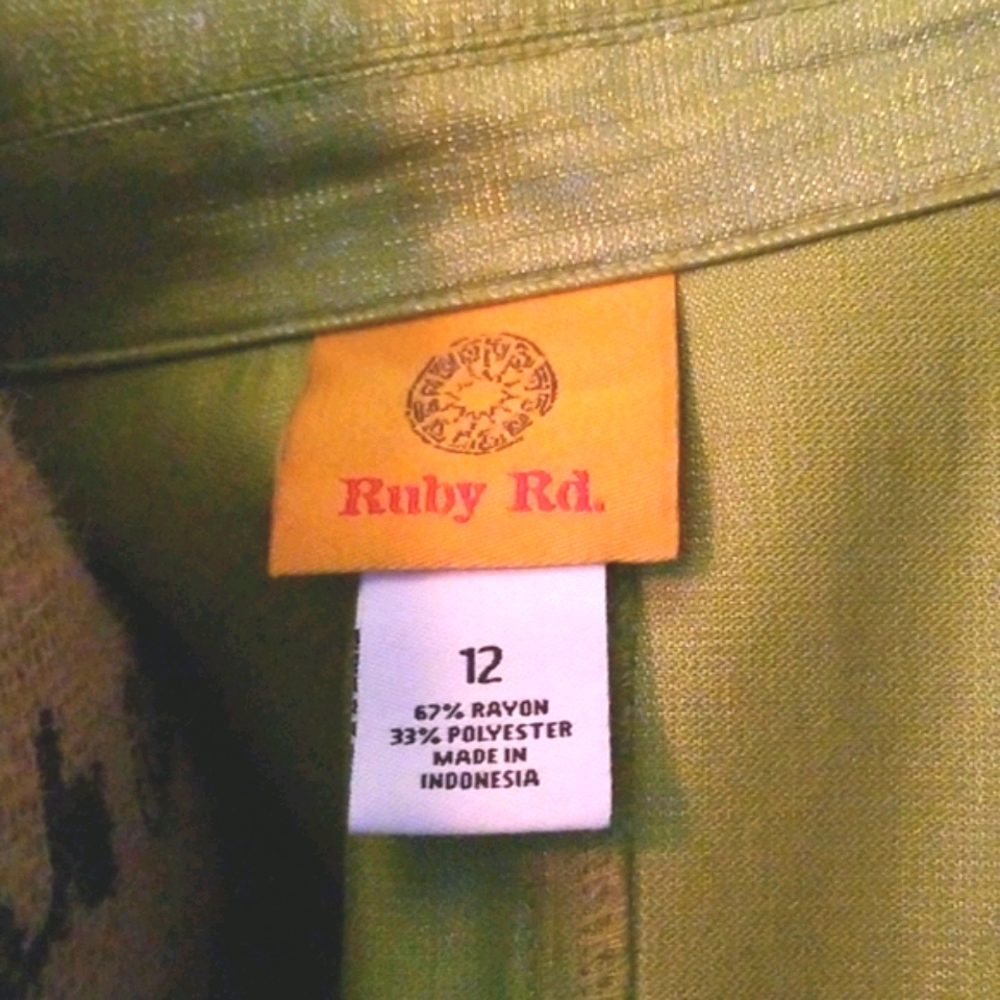 Ruby Rd.
12
67% RAYON
33% POLYESTER
MADE IN
INDONESIA